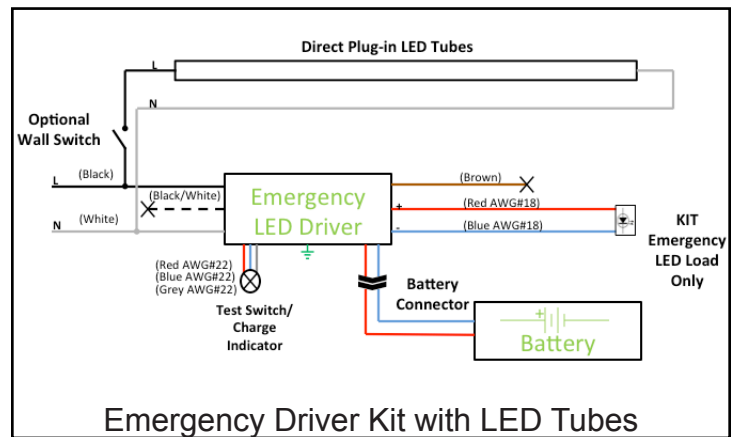 Direct Plug-in LED Tubes
L
N
Optional
Wall Switch
L
(Black)
(Black/White)
N
(White)
Emergency
LED Driver
(Brown)
+
(Red AWG#18)
-
(Blue AWG#18)
KIT
Emergency
LED Load
Only
(Red AWG#22)
(Blue AWG#22)
(Grey AWG#22)
Test Switch/
Charge
Indicator
Battery
Connector
+
Battery
Emergency Driver Kit with LED Tubes